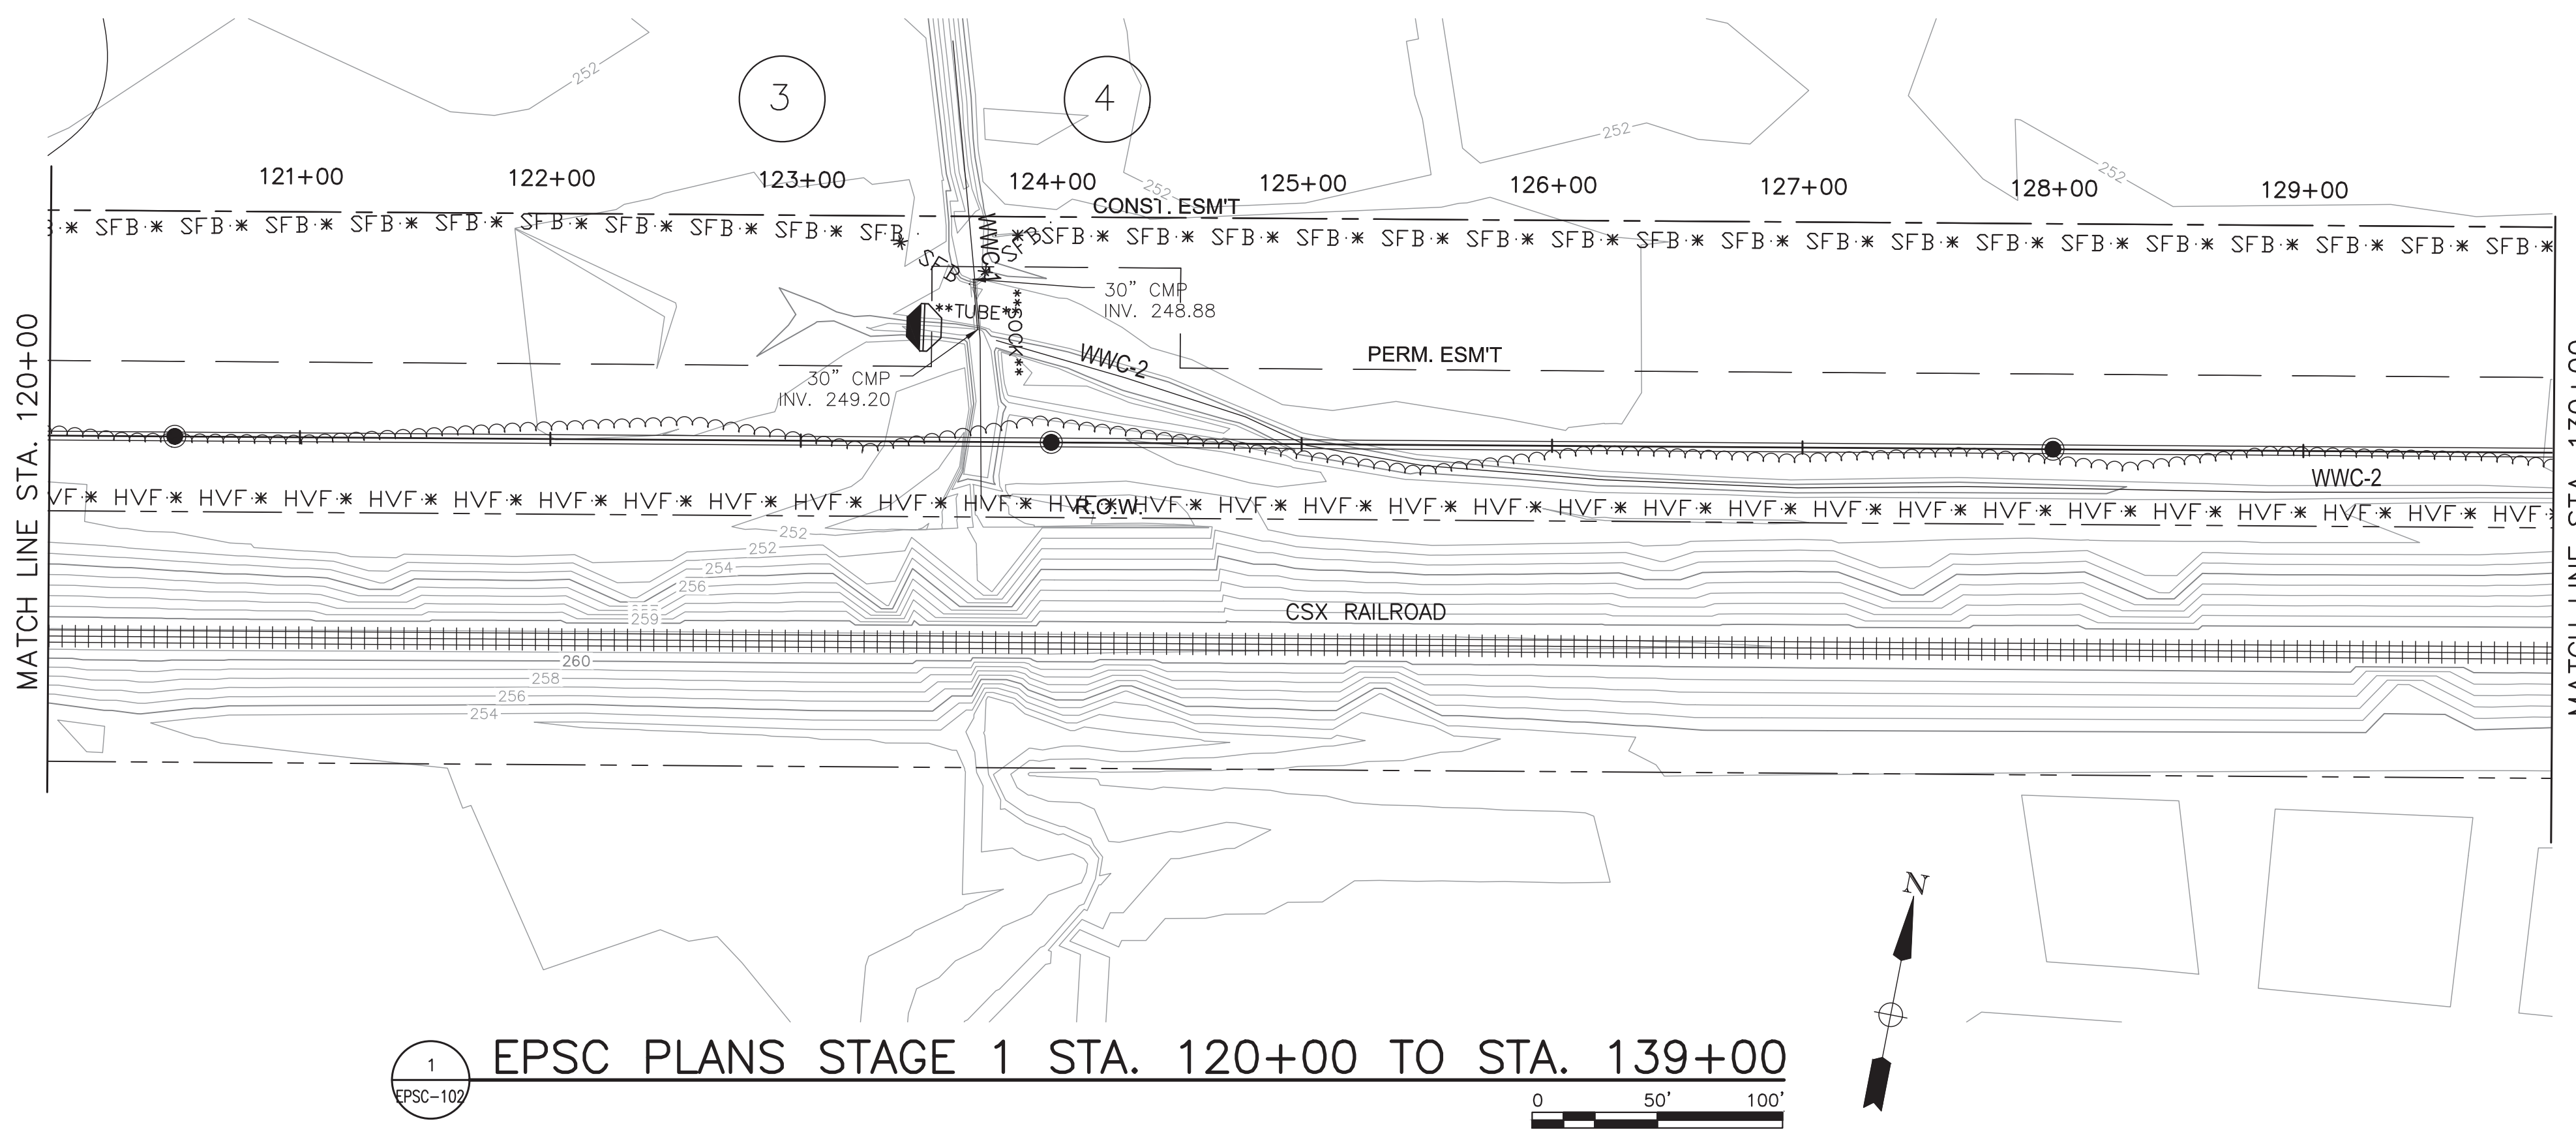 252
3
4
252
252
252
121+00
122+00
123+00
124+00
125+00
126+00
127+00
128+00
129+00
CONST. ESM'T
·* SFB·* SFB·* SFB·* SFB·* SFB·* SFB·* SFB·* SFB·* SFB·* SFB
*
SFB
WWC-1
*
* SFB
SFB·* SFB·* SFB·* SFB·* SFB·* SFB·* SFB·* SFB·* SFB·* SFB·* SFB·* SFB·* SFB·* SFB·* SFB·* SFB·* SFB·* SFB·*
30” CMP
INV. 248.88
**TUBE*
***SOCK***
WWC-2
PERM. ESM'T
30” CMP
INV. 249.20
MATCH LINE STA. 120+00
WWC-2
VF·* HVF·* HVF·* HVF·* HVF·* HVF·* HVF·* HVF·* HVF·* HVF·* HVF·* HVF·* HVF·* HVF·* HVF·* HVF·* HVF·* HVF·* HVF·* HVF·* HVF·* HVF·* HVF·* HVF·* HVF·* HVF·* HVF·* HVF·* HVF·* HVF·
R.O.W.
252
252
254
256
259
CSX RAILROAD
260
258
256
254
N
1
EPSC-102
EPSC PLANS STAGE 1 STA. 120+00 TO STA. 139+00
0 50' 100'